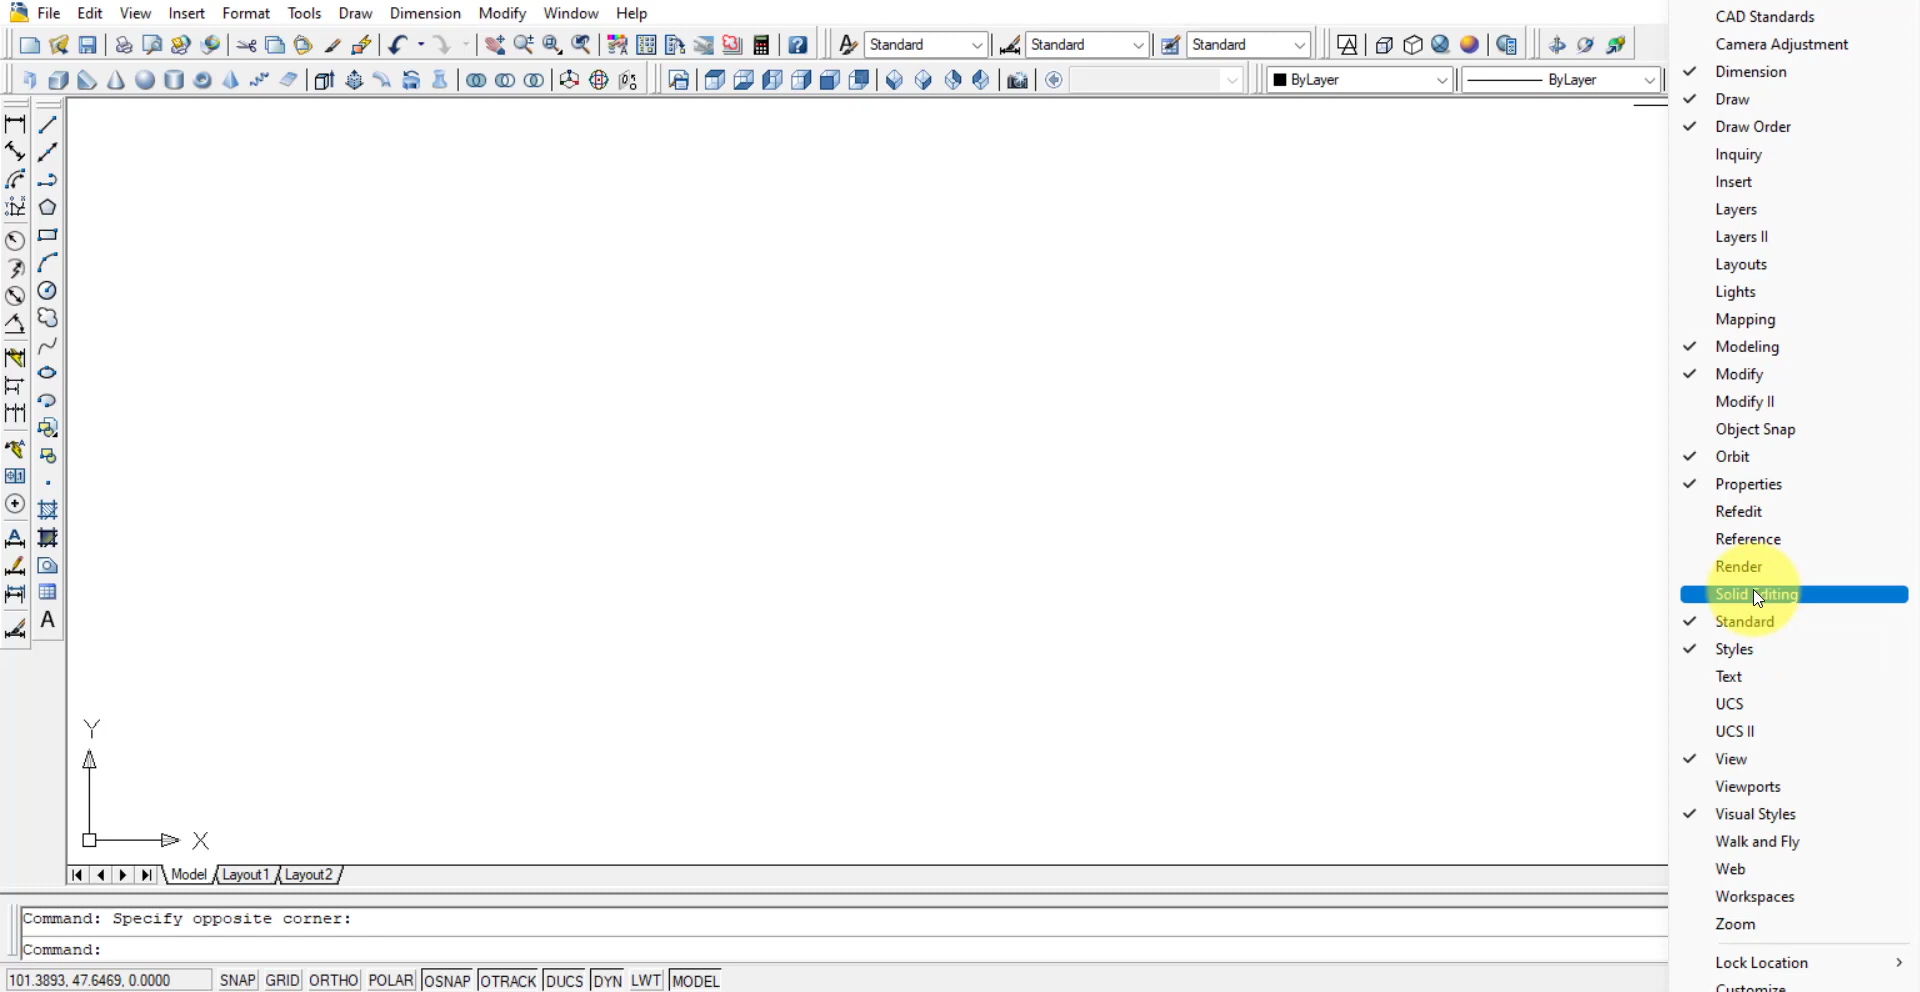 File Edit View Insert Format Tools Draw Dimension Modify Window Help
Standard Standard Standard
ByLayer ByLayer
CAD Standards
Camera Adjustment
Dimension
Draw
Draw Order
Inquiry
Insert
Layers
Layers II
Layouts
Lights
Mapping
Modeling
Modify
Modify II
Object Snap
Orbit
Properties
Refedit
Reference
Render
Solid Editing
Standard
Styles
Text
UCS
UCS II
View
Viewports
Visual Styles
Walk and Fly
Web
Workspaces
Zoom
Lock Location
Customize
A
Y
X
Model Layout1 Layout2
Command: Specify opposite corner:
Command:
101.3893, 47.6469, 0.0000 SNAP GRID ORTHO POLAR OSNAP OTRACK DUCS DYN LWT MODEL